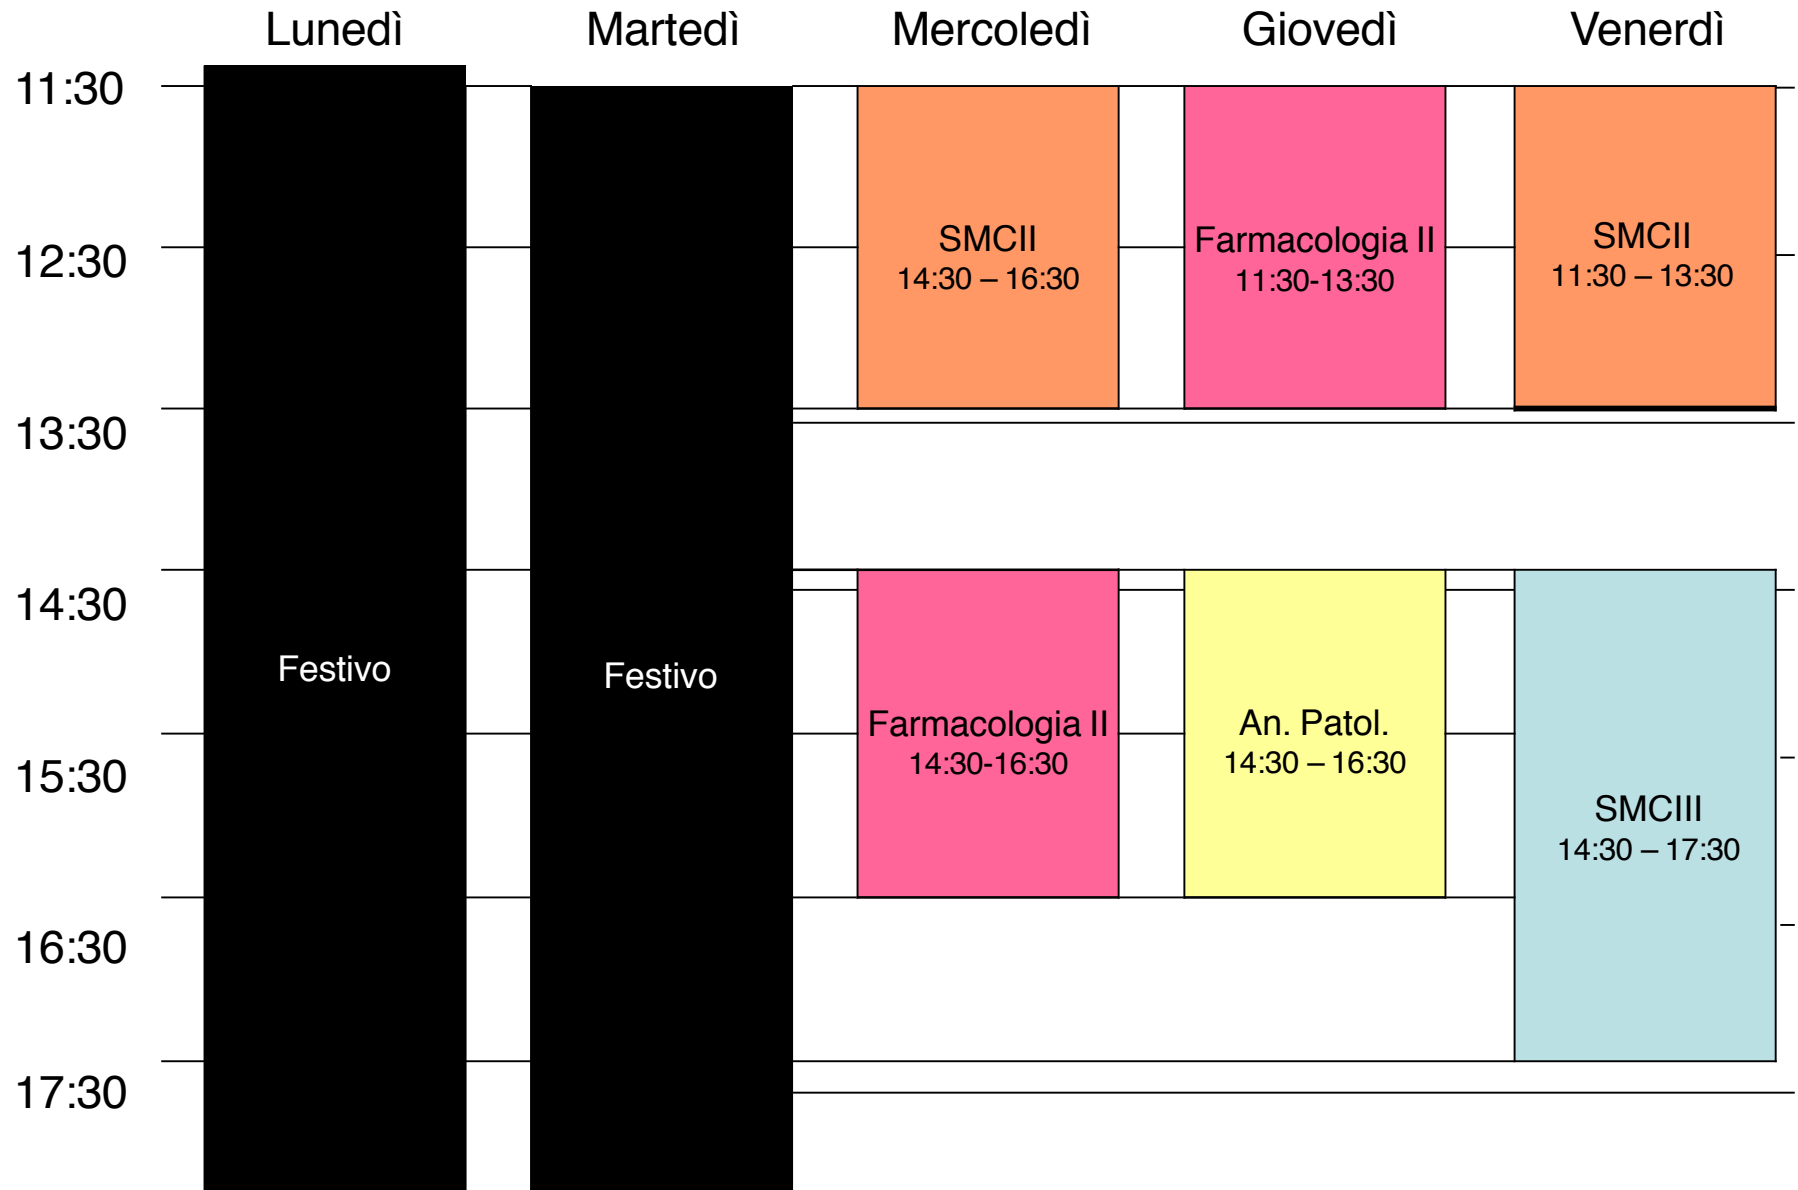 Lunedì
Martedì
Mercoledì
Giovedì
Venerdì
11:30
12:30
13:30
14:30
15:30
16:30
17:30
Festivo
Festivo
SMCII
14:30 – 16:30
Farmacologia II
14:30-16:30
Farmacologia II
11:30-13:30
An. Patol.
14:30 – 16:30
SMCII
11:30 – 13:30
SMCIII
14:30 – 17:30